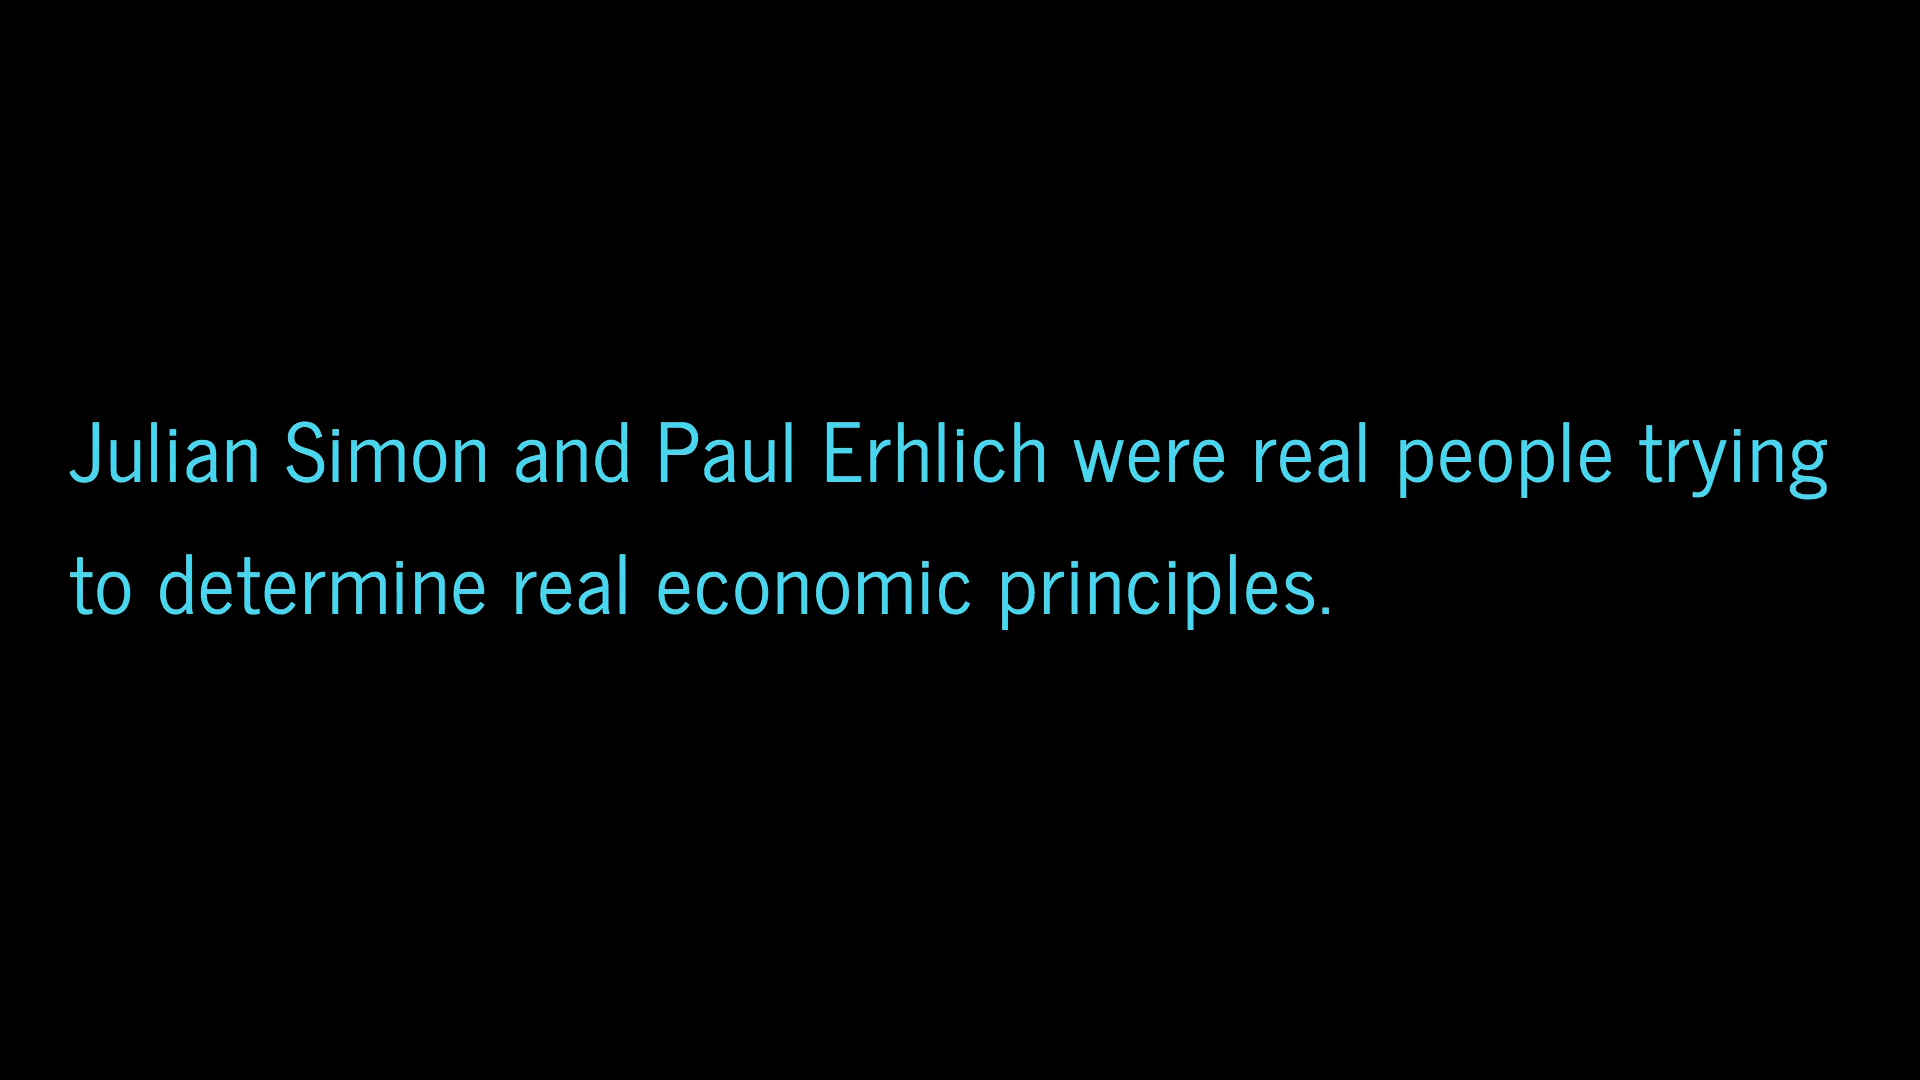 Julian Simon and Paul Erhlich were real people trying
to determine real economic principles.